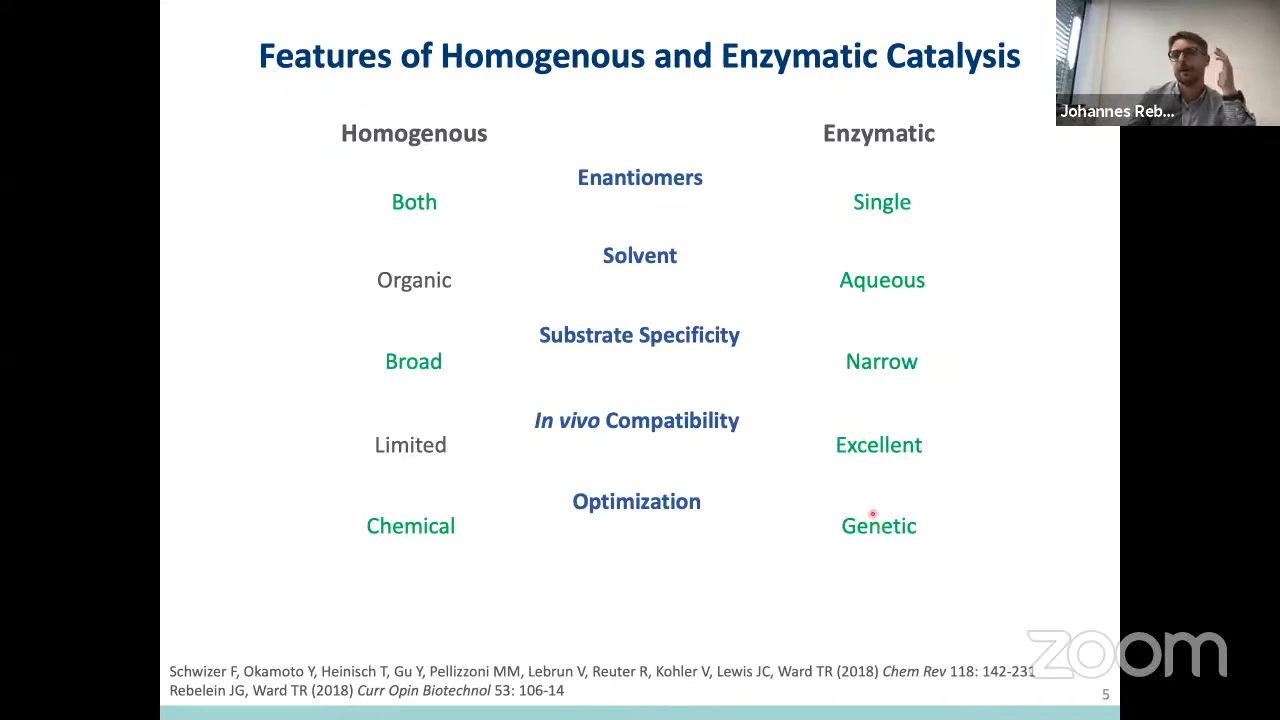 Features of Homogenous and Enzymatic Catalysis
Johannes Reb...
Homogenous
Enzymatic
Enantiomers
Both
Single
Solvent
Organic
Aqueous
Substrate Specificity
Broad
Narrow
In vivo Compatibility
Limited
Excellent
Optimization
Chemical
Genetic
zoom
Schwizer F, Okamoto Y, Heinisch T, Gu Y, Pellizzoni MM, Lebrun V, Reuter R, Kohler V, Lewis JC, Ward TR (2018) Chem Rev 118: 142-231
Rebelein JG, Ward TR (2018) Curr Opin Biotechnol 53: 106-14
5